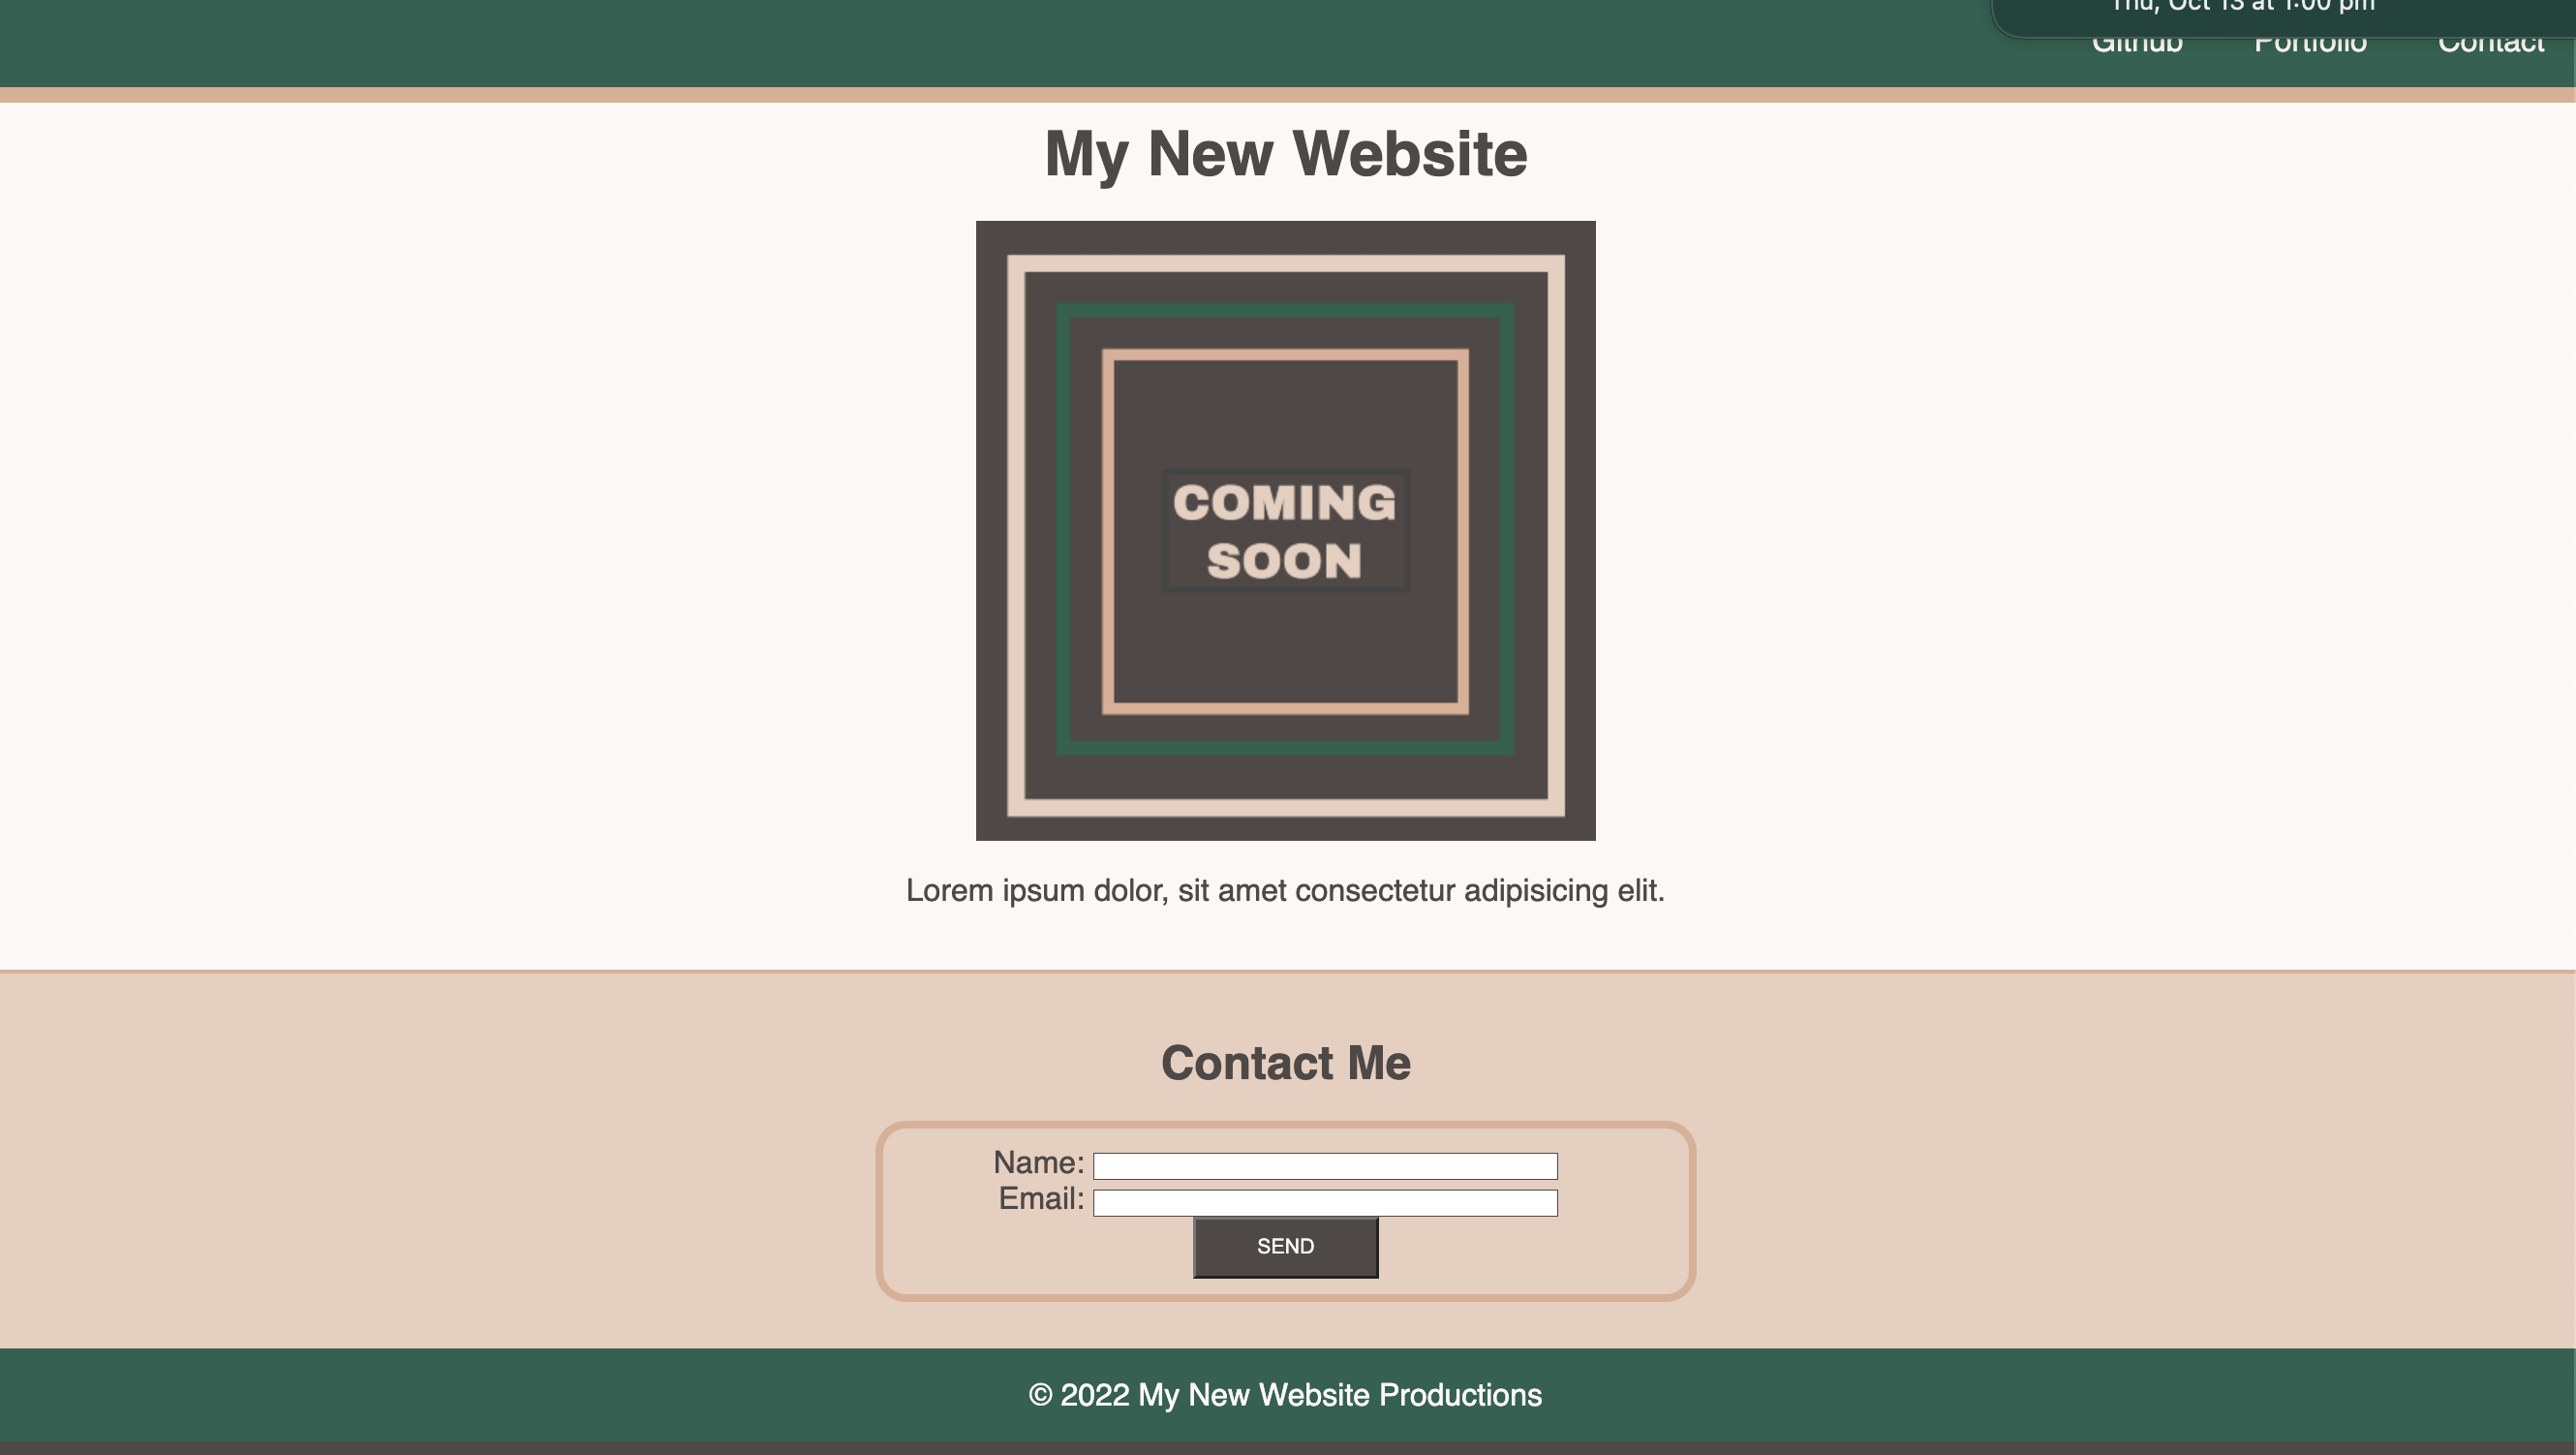 Thu, Oct 13 at 1:00 pm
Github Portfolio Contact
My New Website
COMING
SOON
Lorem ipsum dolor, sit amet consectetur adipisicing elit.
Contact Me
Name:
Email:
SEND
© 2022 My New Website Productions